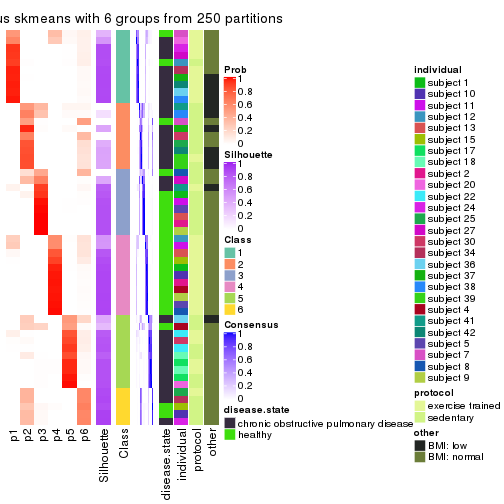 us skmeans with 6 groups from 250 partitions
p1
p2
p3
p4
p5
p6
Silhouette
Class
disease.state
individual
protocol
other
Prob
1
0.8
0.6
0.4
0.2
0
Silhouette
1
0.8
0.6
0.4
0.2
0
Class
1
2
3
4
5
6
Consensus
1
0.8
0.6
0.4
0.2
0
disease.state
chronic obstructive pulmonary disease
healthy
individual
subject 1
subject 10
subject 11
subject 12
subject 13
subject 15
subject 17
subject 18
subject 2
subject 20
subject 22
subject 24
subject 25
subject 27
subject 30
subject 34
subject 36
subject 37
subject 38
subject 39
subject 4
subject 41
subject 42
subject 5
subject 7
subject 8
subject 9
protocol
exercise trained
sedentary
other
BMI: low
BMI: normal